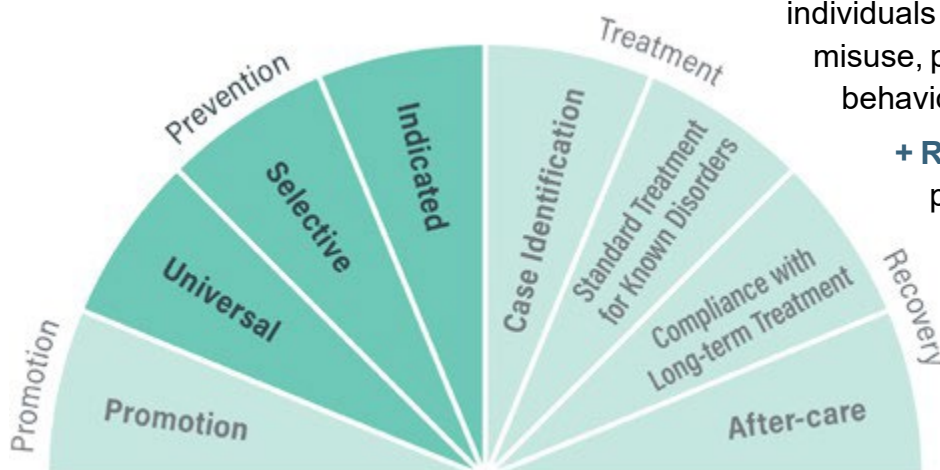 individuals
misuse, p
behavio
+ R
p
Treatment
Prevention
Recovery
Promotion
Promotion
Universal
Selective
Indicated
Case Identification
Standard Treatment
for Known Disorders
Compliance with
Long-term Treatment
After-care